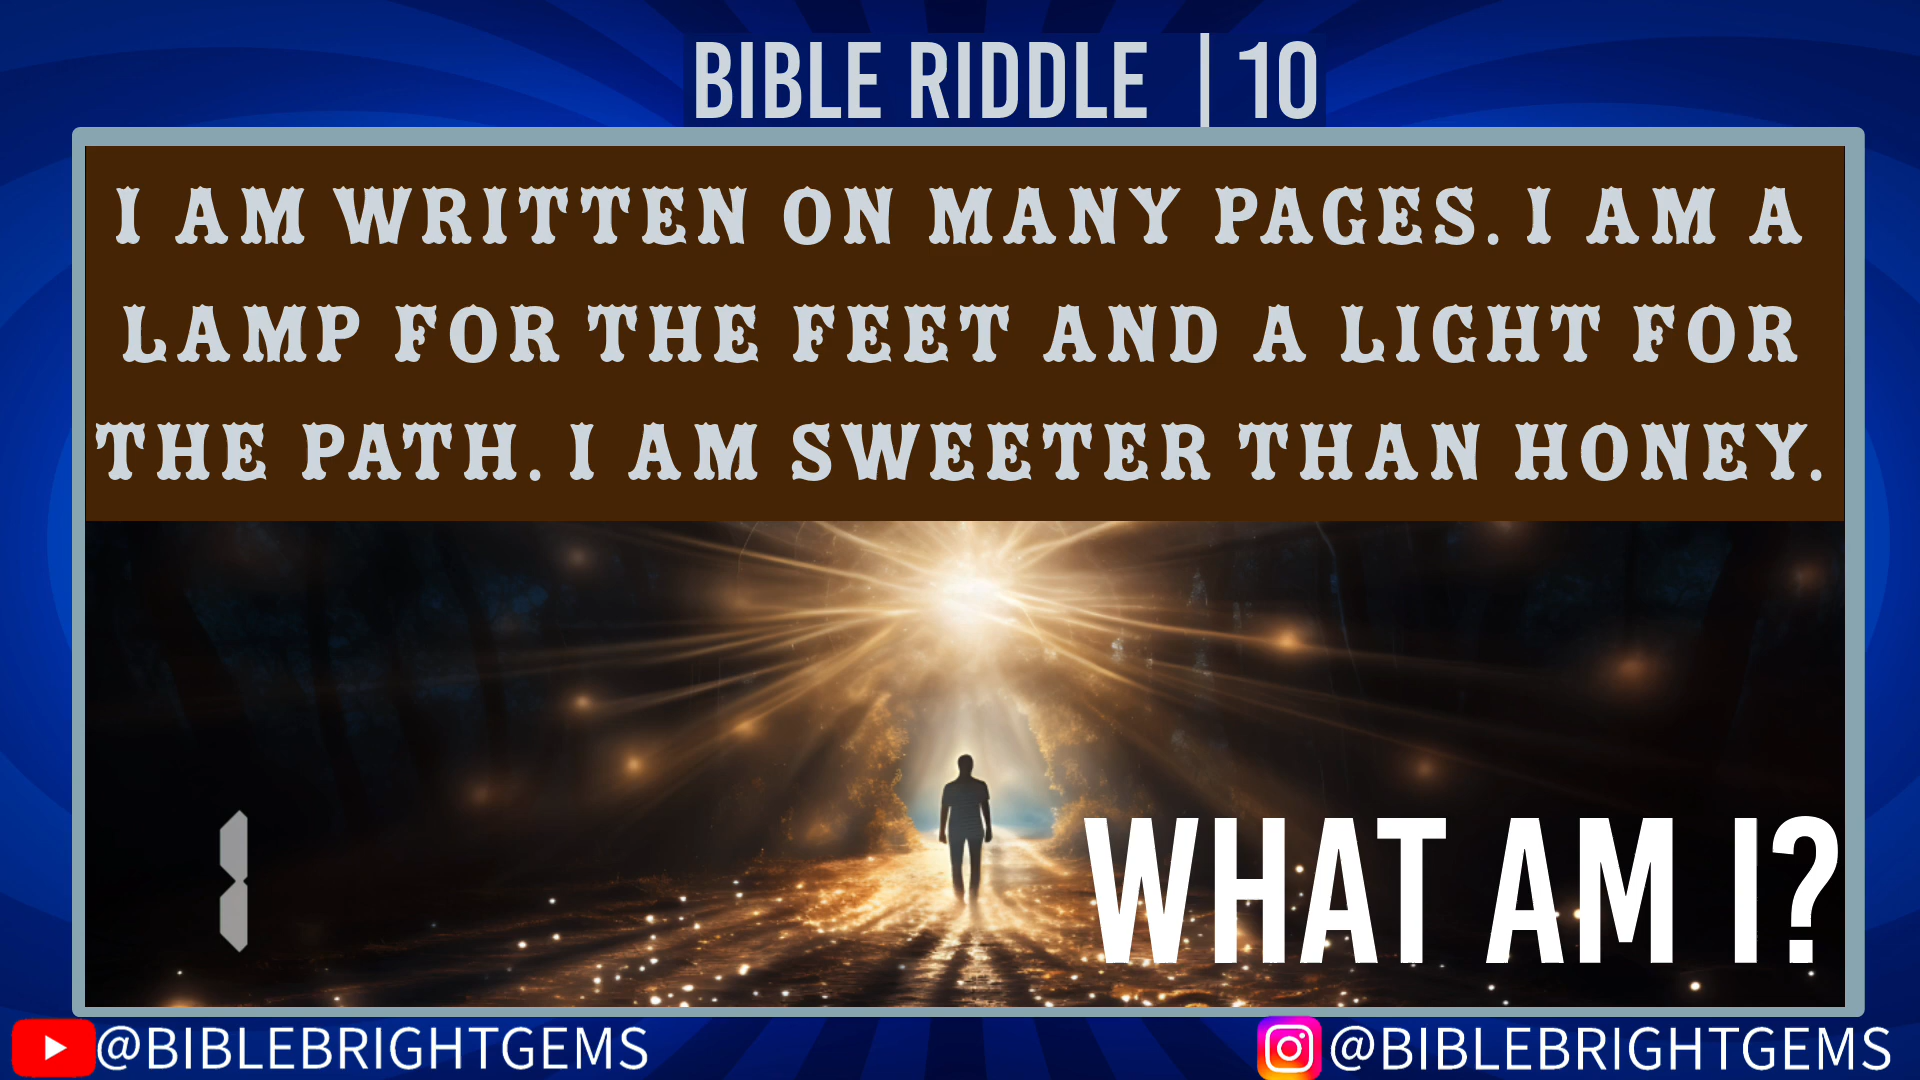 BIBLE RIDDLE | 10
I AM WRITTEN ON MANY PAGES. I AM A
LAMP FOR THE FEET AND A LIGHT FOR
THE PATH. I AM SWEETER THAN HONEY.
1
WHAT AM I?
@BIBLEBRIGHTGEMS
@BIBLEBRIGHTGEMS